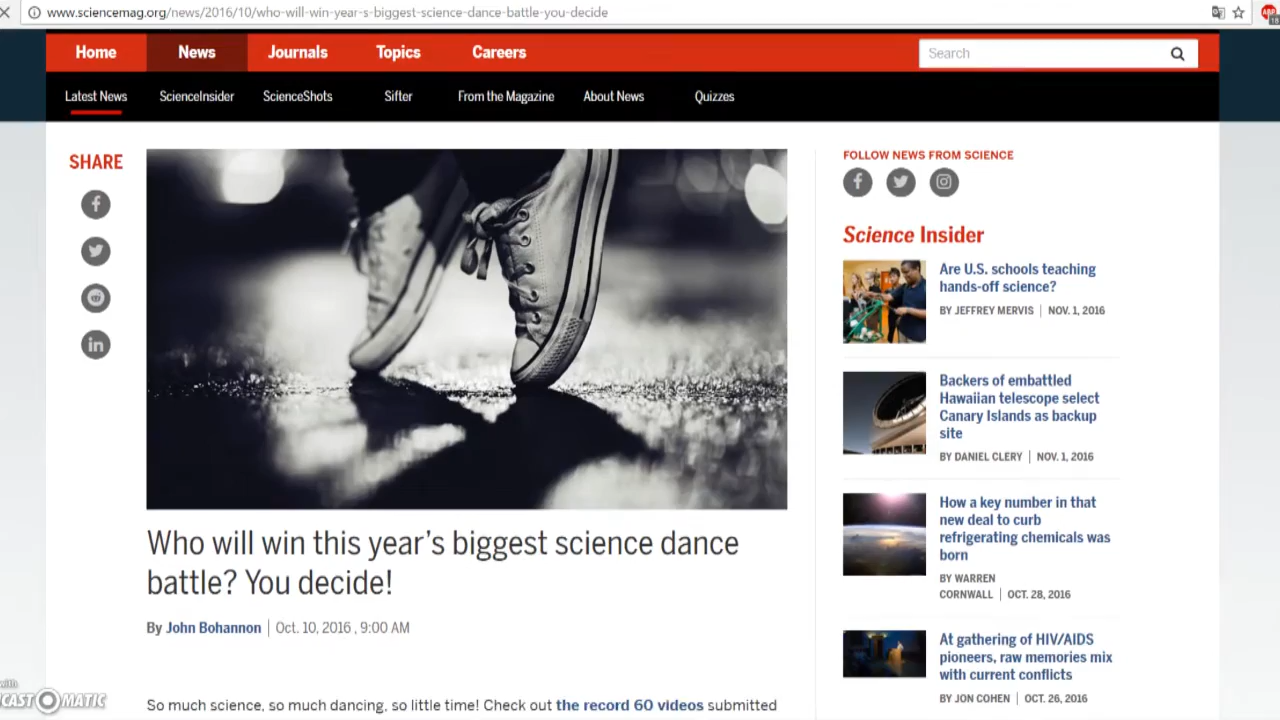 www.sciencemag.org/news/2016/10/who-will-win-year-s-biggest-science-dance-battle-you-decide
Home News Journals Topics Careers
Search
Latest News ScienceInsider ScienceShots Sifter From the Magazine About News Quizzes
SHARE
FOLLOW NEWS FROM SCIENCE
Science Insider
Are U.S. schools teaching
hands-off science?
BY JEFFREY MERVIS | NOV. 1, 2016
Backers of embattled
Hawaiian telescope select
Canary Islands as backup
site
BY DANIEL CLERY | NOV. 1, 2016
How a key number in that
new deal to curb
refrigerating chemicals was
born
BY WARREN
CORNWALL | OCT. 28, 2016
At gathering of HIV/AIDS
pioneers, raw memories mix
with current conflicts
BY JON COHEN | OCT. 26, 2016
Who will win this year’s biggest science dance
battle? You decide!
By John Bohannon | Oct. 10, 2016 , 9:00 AM
So much science, so much dancing, so little time! Check out the record 60 videos submitted
with
CAST MATIC